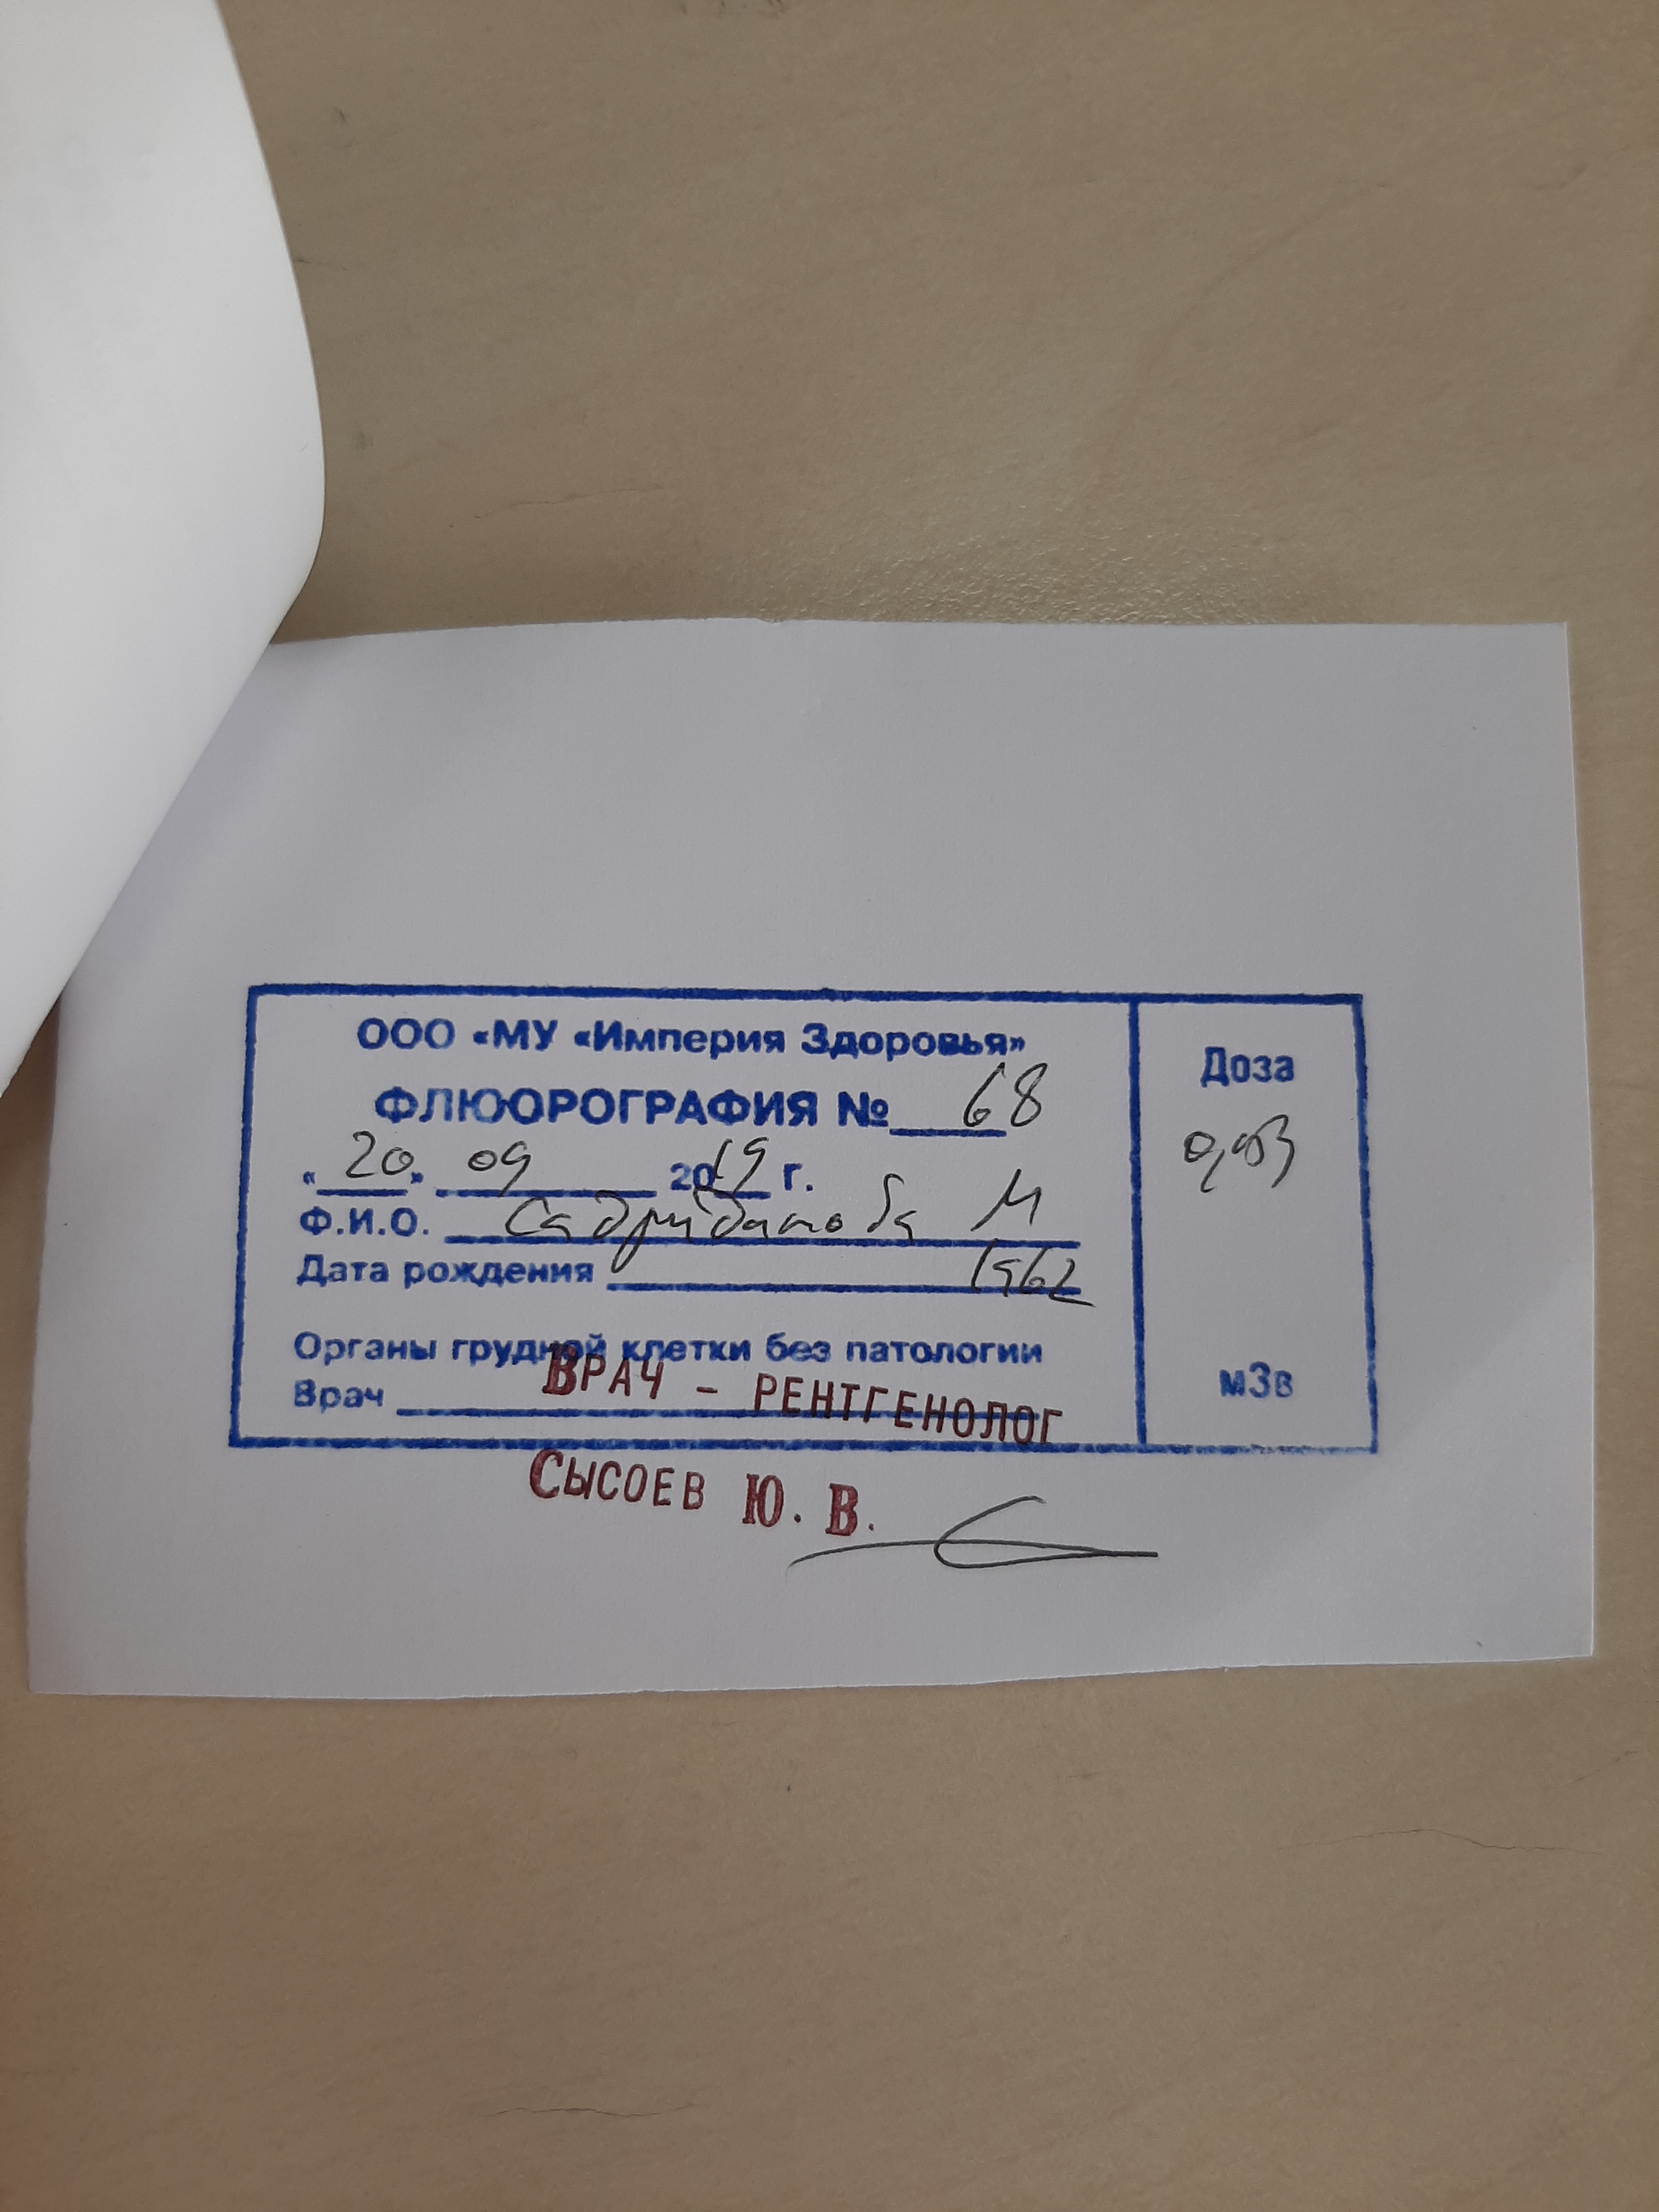 ООО «МУ «Империя Здоровья»
ФЛЮОРОГРАФИЯ № 68
«20» 09 2019 г.
Ф.И.О. М
Дата рождения 1962
Органы грудной клетки без патологии
Врач
ВРАЧ - РЕНТГЕНОЛОГ
СЫСОЕВ Ю. В.
Доза
0,03
мЗв